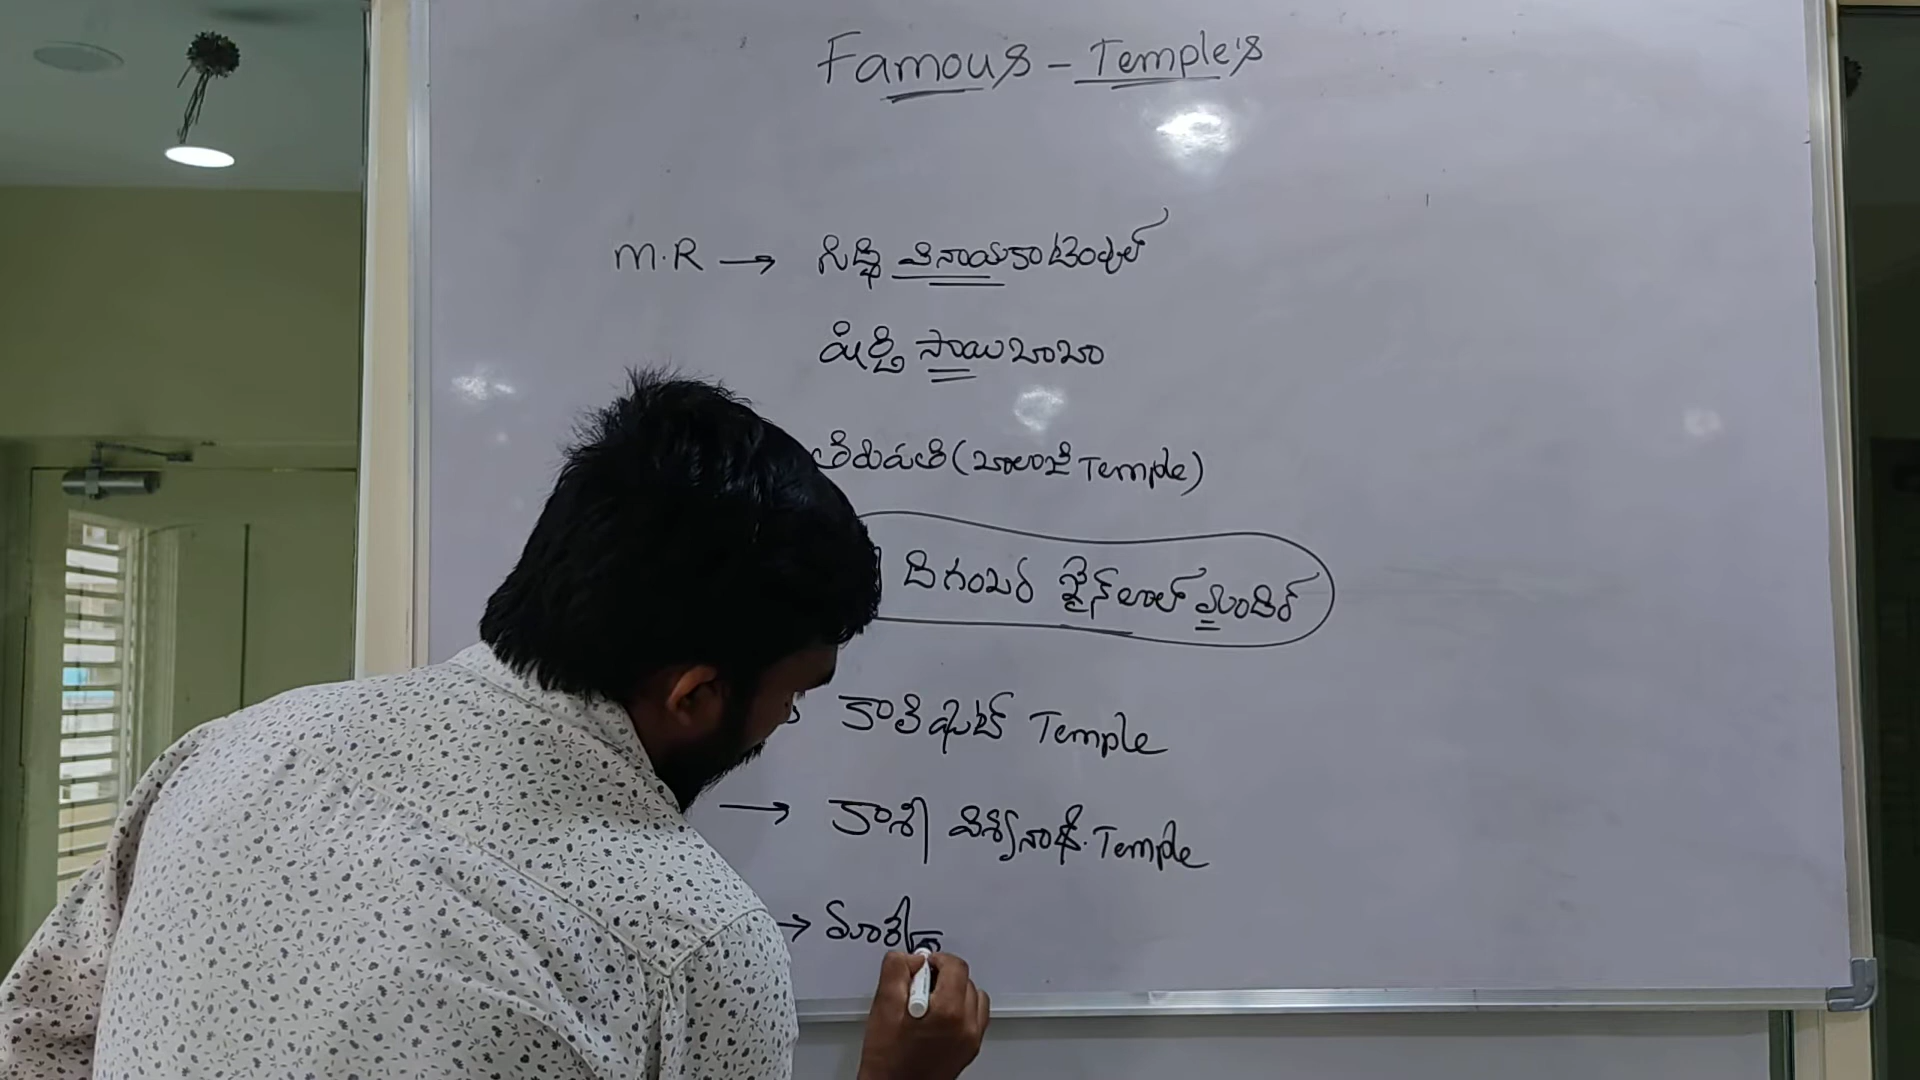 Famous - Temple's
M.R → సిద్ధి వినాయకా టెంపుల్
షిర్డి సాయిబాబా
తిరుపతి (బాలాజి Temple)
దిగంబర జైన్ లాల్ మందిర్
కాళిఘాట్ Temple
→ కాశీ విశ్వనాథ్. Temple
→